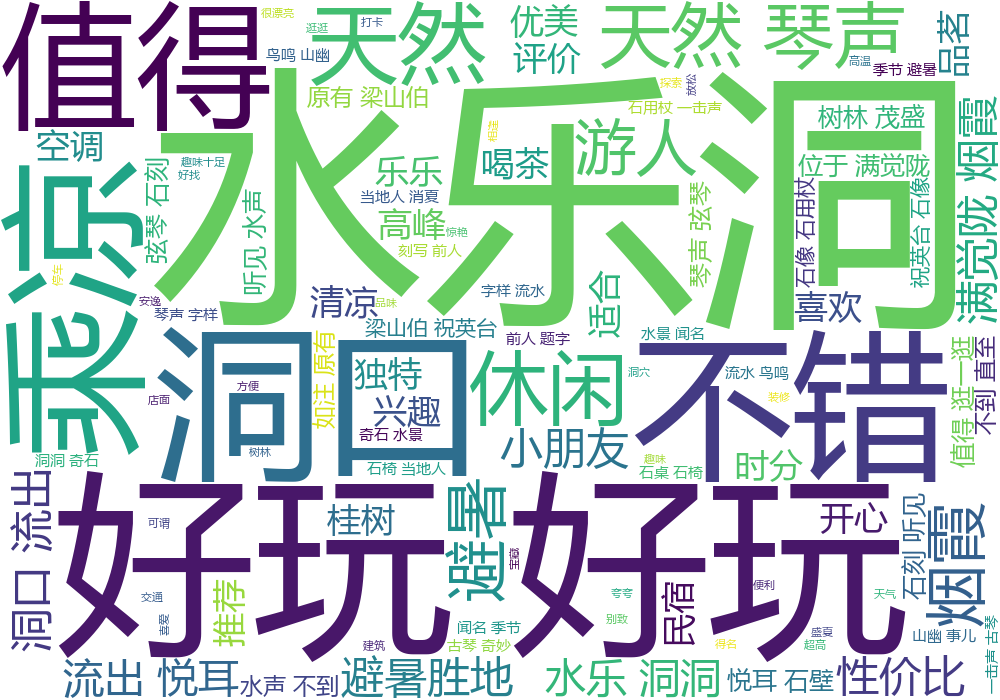 很漂亮
逛逛
打卡
值得
天然
优美
天然 琴声
品茗
鸟鸣 山幽
评价
高温
季节 避暑
原有 梁山伯
探索
放松
石用杖 一击声
水乐洞
树林 茂盛
满觉陇 烟霞
空调
相逢
游人
喝茶
位于 满觉陇
趣味十足
好找
乐乐
乘凉
弦琴 石刻
当地人 消夏
听见 水声
高峰
惊艳
琴声 弦琴
石像 石用杖
祝英台 石像
刻写 前人
停车
安逸
清凉
品味
字样 流水
适合
喜欢
琴声 字样
梁山伯 祝英台
前人 题字
水景 闻名
洞口
如注 原有
独特
休闲
不错
值得 逛一逛
不到 直至
方便
店面
兴趣
洞穴
流水 鸟鸣
装修
奇石 水景
树林
小朋友
洞洞 奇石
石椅 当地人
趣味
石桌 石椅
时分
洞口 流出
好玩 好玩
避暑
桂树
开心
石刻 听见
烟霞
可谓
推荐
交通
喜爱
民宿
便利
夸夸
别致
天气
闻名 季节
盛夏
超高
山幽 事儿
一击声 古琴
建筑
古琴 奇妙
得名
流出 悦耳
水声 不到
避暑胜地
水乐 洞洞
悦耳 石壁
性价比